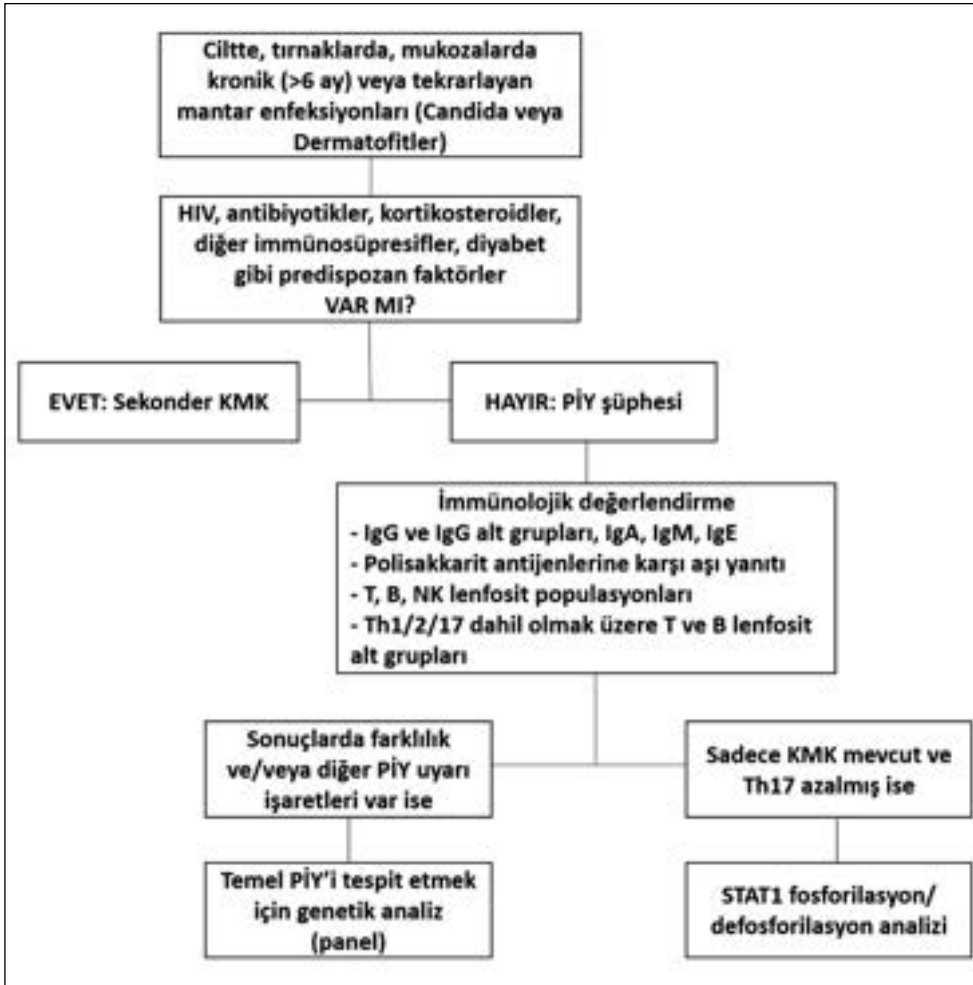 Ciltte, tırnaklarda, mukozalarda
kronik (>6 ay) veya tekrarlayan
mantar enfeksiyonları (Candida veya
Dermatofitler)
HIV, antibiyotikler, kortikosteroidler,
diğer immünosüpresifler, diyabet
gibi predispozan faktörler
VAR MI?
EVET: Sekonder KMK
HAYIR: PİY şüphesi
İmmünolojik değerlendirme
- IgG ve IgG alt grupları, IgA, IgM, IgE
- Polisakkarit antijenlerine karşı aşı yanıtı
- T, B, NK lenfosit populasyonları
- Th1/2/17 dahil olmak üzere T ve B lenfosit
alt grupları
Sonuçlarda farklılık
ve/veya diğer PİY uyarı
işaretleri var ise
Sadece KMK mevcut ve
Th17 azalmış ise
Temel PİY'i tespit etmek
için genetik analiz
(panel)
STAT1 fosforilasyon/
defosforilasyon analizi